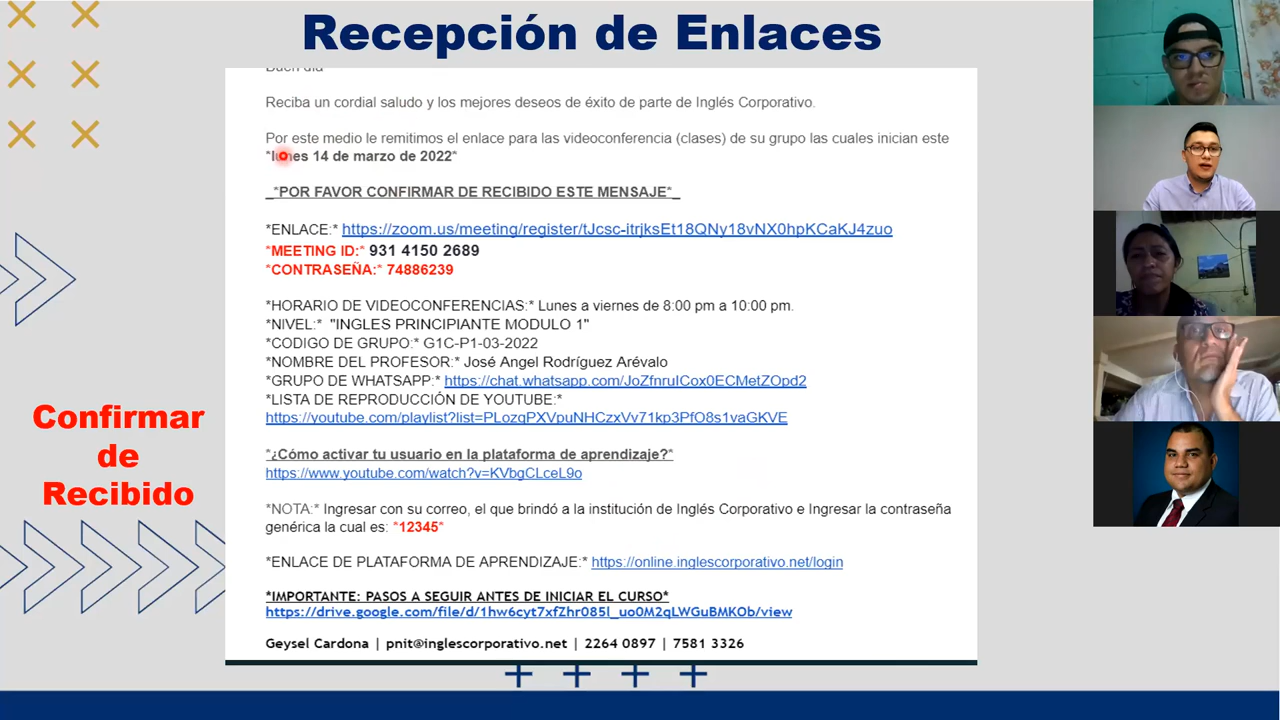 Recepción de Enlaces
Buen día
Reciba un cordial saludo y los mejores deseos de éxito de parte de Inglés Corporativo.
Por este medio le remitimos el enlace para las videoconferencia (clases) de su grupo las cuales inician este
*lunes 14 de marzo de 2022*
_*POR FAVOR CONFIRMAR DE RECIBIDO ESTE MENSAJE*_
*ENLACE:* https://zoom.us/meeting/register/tJcsc-itrjksEt18QNy18vNX0hpKCaKJ4zuo
*MEETING ID:* 931 4150 2689
*CONTRASEÑA:* 74886239
*HORARIO DE VIDEOCONFERENCIAS:* Lunes a viernes de 8:00 pm a 10:00 pm.
*NIVEL:* "INGLES PRINCIPIANTE MODULO 1"
*CODIGO DE GRUPO:* G1C-P1-03-2022
*NOMBRE DEL PROFESOR:* José Angel Rodríguez Arévalo
*GRUPO DE WHATSAPP:* https://chat.whatsapp.com/JoZfnruICox0ECMetZOpd2
*LISTA DE REPRODUCCIÓN DE YOUTUBE:*
https://youtube.com/playlist?list=PLozqPXVpuNHCzxVv71kp3PfO8s1vaGKVE
*¿Cómo activar tu usuario en la plataforma de aprendizaje?*
https://www.youtube.com/watch?v=KVbgCLceL9o
*NOTA:* Ingresar con su correo, el que brindó a la institución de Inglés Corporativo e Ingresar la contraseña
genérica la cual es: *12345*
*ENLACE DE PLATAFORMA DE APRENDIZAJE:* https://online.inglescorporativo.net/login
*IMPORTANTE: PASOS A SEGUIR ANTES DE INICIAR EL CURSO*
https://drive.google.com/file/d/1hw6cyt7xfZhr085l_uo0M2qLWGuBMKOb/view
Geysel Cardona | pnit@inglescorporativo.net | 2264 0897 | 7581 3326
Confirmar
de
Recibido